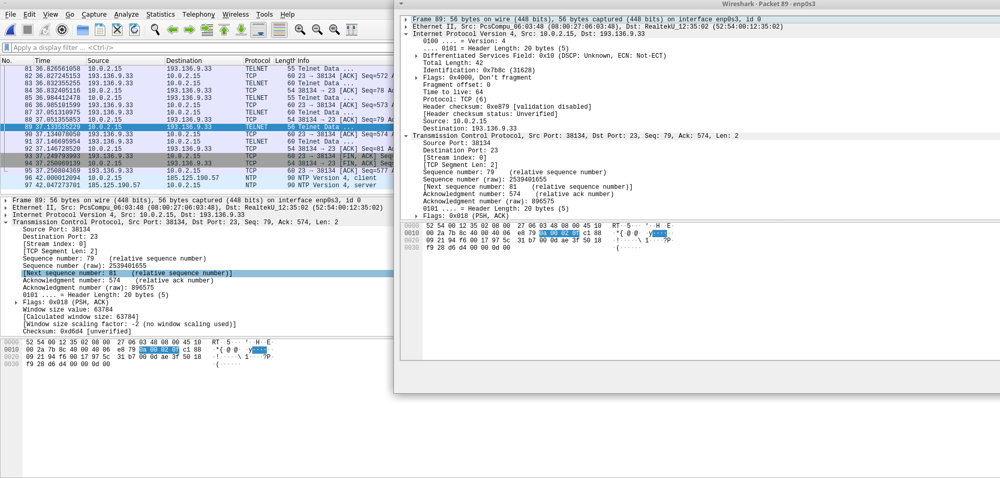 File Edit View Go Capture Analyze Statistics Telephony Wireless Tools Help
Apply a display filter ... <Ctrl-/>
No. Time Source Destination Protocol Length Info
81 36.826561058 10.0.2.15 193.136.9.33 TELNET 55 Telnet Data ...
82 36.827245153 193.136.9.33 10.0.2.15 TCP 60 23 → 38134 [ACK] Seq=572 A
83 36.832355255 193.136.9.33 10.0.2.15 TELNET 60 Telnet Data ...
84 36.832405116 10.0.2.15 193.136.9.33 TCP 54 38134 → 23 [ACK] Seq=78 Ac
85 36.984412478 10.0.2.15 193.136.9.33 TELNET 55 Telnet Data ...
86 36.985101599 193.136.9.33 10.0.2.15 TCP 60 23 → 38134 [ACK] Seq=573 A
87 37.051310975 193.136.9.33 10.0.2.15 TELNET 60 Telnet Data ...
88 37.051355853 10.0.2.15 193.136.9.33 TCP 54 38134 → 23 [ACK] Seq=79 Ac
89 37.133535229 10.0.2.15 193.136.9.33 TELNET 56 Telnet Data ...
90 37.134078050 193.136.9.33 10.0.2.15 TCP 60 23 → 38134 [ACK] Seq=574 A
91 37.146695954 193.136.9.33 10.0.2.15 TELNET 60 Telnet Data ...
92 37.146728520 10.0.2.15 193.136.9.33 TCP 54 38134 → 23 [ACK] Seq=81 Ac
93 37.249793993 193.136.9.33 10.0.2.15 TCP 60 23 → 38134 [FIN, ACK] Seq=
94 37.250069139 10.0.2.15 193.136.9.33 TCP 54 38134 → 23 [FIN, ACK] Seq=
95 37.250804369 193.136.9.33 10.0.2.15 TCP 60 23 → 38134 [ACK] Seq=577 A
96 42.000012094 10.0.2.15 185.125.190.57 NTP 90 NTP Version 4, client
97 42.047273701 185.125.190.57 10.0.2.15 NTP 90 NTP Version 4, server
Frame 89: 56 bytes on wire (448 bits), 56 bytes captured (448 bits) on interface enp0s3, id 0
Ethernet II, Src: PcsCompu_06:03:48 (08:00:27:06:03:48), Dst: RealtekU_12:35:02 (52:54:00:12:35:02)
Internet Protocol Version 4, Src: 10.0.2.15, Dst: 193.136.9.33
Transmission Control Protocol, Src Port: 38134, Dst Port: 23, Seq: 79, Ack: 574, Len: 2
Source Port: 38134
Destination Port: 23
[Stream index: 0]
[TCP Segment Len: 2]
Sequence number: 79 (relative sequence number)
Sequence number (raw): 2539401655
[Next sequence number: 81 (relative sequence number)]
Acknowledgment number: 574 (relative ack number)
Acknowledgment number (raw): 896575
0101 .... = Header Length: 20 bytes (5)
Flags: 0x018 (PSH, ACK)
Window size value: 63784
[Calculated window size: 63784]
[Window size scaling factor: -2 (no window scaling used)]
Checksum: 0xd6d4 [unverified]
0000 52 54 00 12 35 02 08 00 27 06 03 48 08 00 45 10 RT··5··· '··H··E·
0010 00 2a 7b 8c 40 00 40 06 e8 79 0a 00 02 0f c1 88 ·*{·@·@· ·y······
0020 09 21 94 f6 00 17 97 5c 31 b7 00 0d ae 3f 50 18 ·!·····\ 1····?P·
0030 f9 28 d6 d4 00 00 0d 00 ·(······
Wireshark · Packet 89 · enp0s3
Frame 89: 56 bytes on wire (448 bits), 56 bytes captured (448 bits) on interface enp0s3, id 0
Ethernet II, Src: PcsCompu_06:03:48 (08:00:27:06:03:48), Dst: RealtekU_12:35:02 (52:54:00:12:35:02)
Internet Protocol Version 4, Src: 10.0.2.15, Dst: 193.136.9.33
0100 .... = Version: 4
.... 0101 = Header Length: 20 bytes (5)
Differentiated Services Field: 0x10 (DSCP: Unknown, ECN: Not-ECT)
Total Length: 42
Identification: 0x7b8c (31628)
Flags: 0x4000, Don't fragment
Fragment offset: 0
Time to live: 64
Protocol: TCP (6)
Header checksum: 0xe879 [validation disabled]
[Header checksum status: Unverified]
Source: 10.0.2.15
Destination: 193.136.9.33
Transmission Control Protocol, Src Port: 38134, Dst Port: 23, Seq: 79, Ack: 574, Len: 2
Source Port: 38134
Destination Port: 23
[Stream index: 0]
[TCP Segment Len: 2]
Sequence number: 79 (relative sequence number)
Sequence number (raw): 2539401655
[Next sequence number: 81 (relative sequence number)]
Acknowledgment number: 574 (relative ack number)
Acknowledgment number (raw): 896575
0101 .... = Header Length: 20 bytes (5)
Flags: 0x018 (PSH, ACK)
0000 52 54 00 12 35 02 08 00 27 06 03 48 08 00 45 10 RT··5··· '··H··E·
0010 00 2a 7b 8c 40 00 40 06 e8 79 0a 00 02 0f c1 88 ·*{·@·@· ·y······
0020 09 21 94 f6 00 17 97 5c 31 b7 00 0d ae 3f 50 18 ·!·····\ 1····?P·
0030 f9 28 d6 d4 00 00 0d 00 ·(······